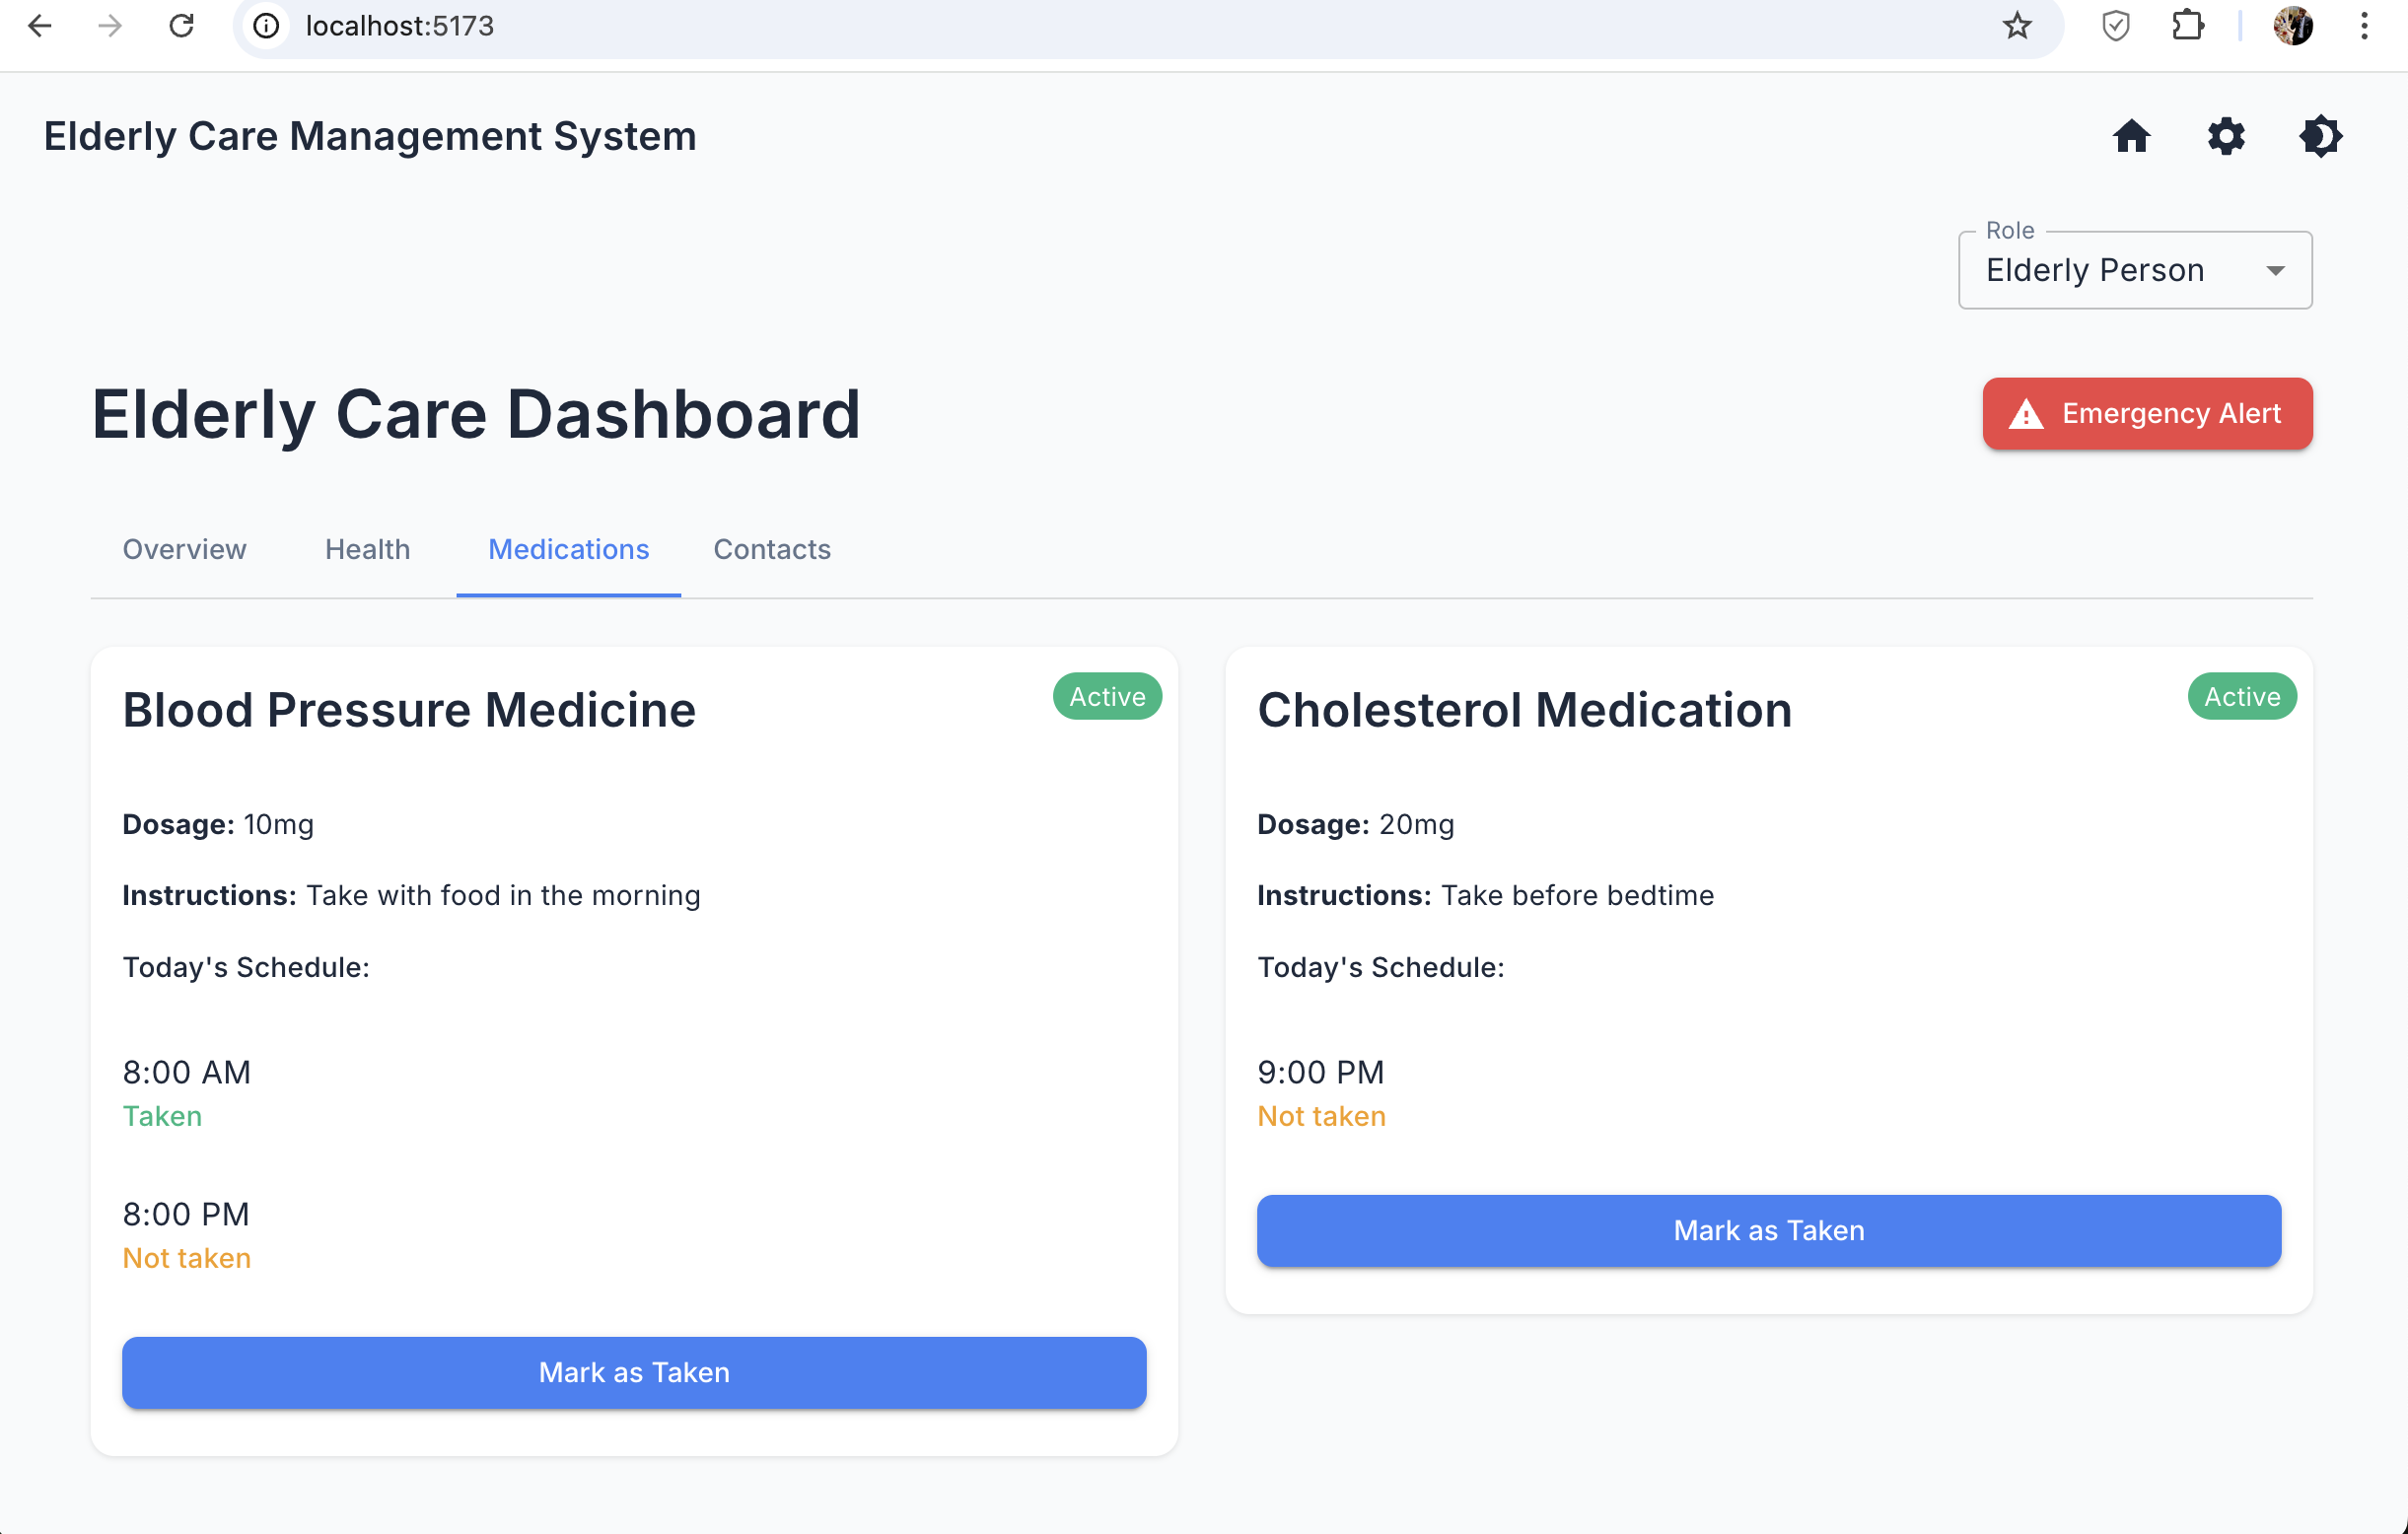 localhost:5173
Elderly Care Management System
Role
Elderly Person
Elderly Care Dashboard
Emergency Alert
Overview Health Medications Contacts
Blood Pressure Medicine
Active
Dosage: 10mg
Instructions: Take with food in the morning
Today's Schedule:
8:00 AM
Taken
8:00 PM
Not taken
Mark as Taken
Cholesterol Medication
Active
Dosage: 20mg
Instructions: Take before bedtime
Today's Schedule:
9:00 PM
Not taken
Mark as Taken